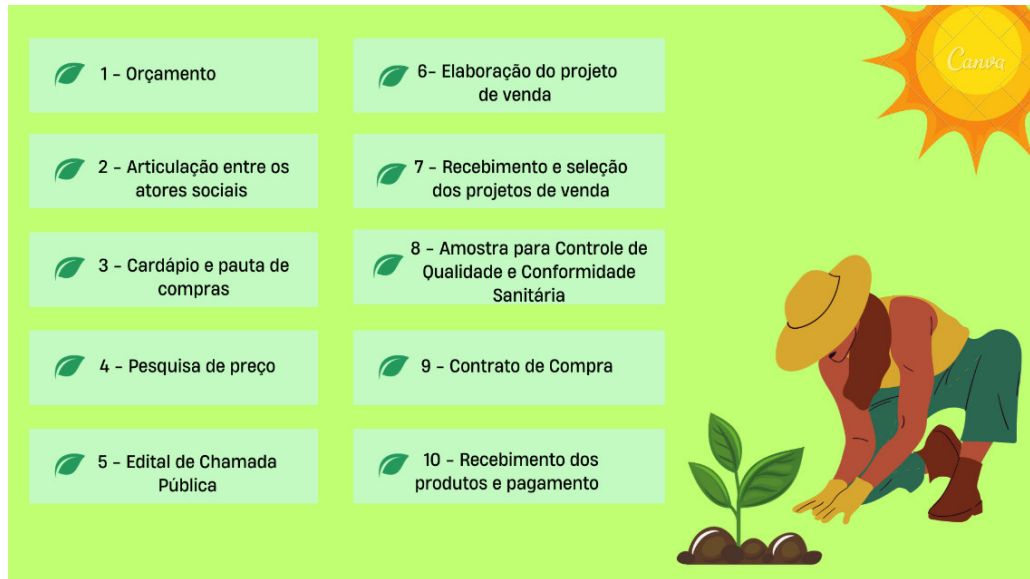 1 - Orçamento
2 - Articulação entre os
atores sociais
3 - Cardápio e pauta de
compras
4 - Pesquisa de preço
5 - Edital de Chamada
Pública
6- Elaboração do projeto
de venda
7 - Recebimento e seleção
dos projetos de venda
8 - Amostra para Controle de
Qualidade e Conformidade
Sanitária
9 - Contrato de Compra
10 - Recebimento dos
produtos e pagamento
Canva